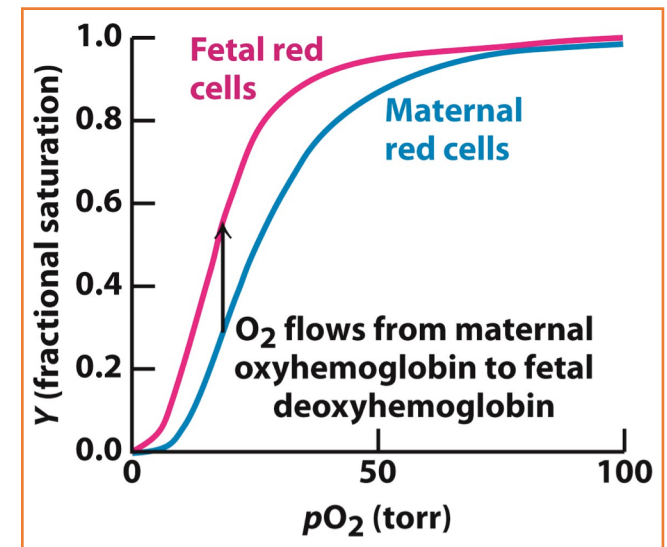 1.0
Fetal red
cells
0.8
Maternal
red cells
0.6
Y (fractional saturation)
0.4
O₂ flows from maternal
oxyhemoglobin to fetal
deoxyhemoglobin
0.2
0.0
0
50
100
pO₂ (torr)